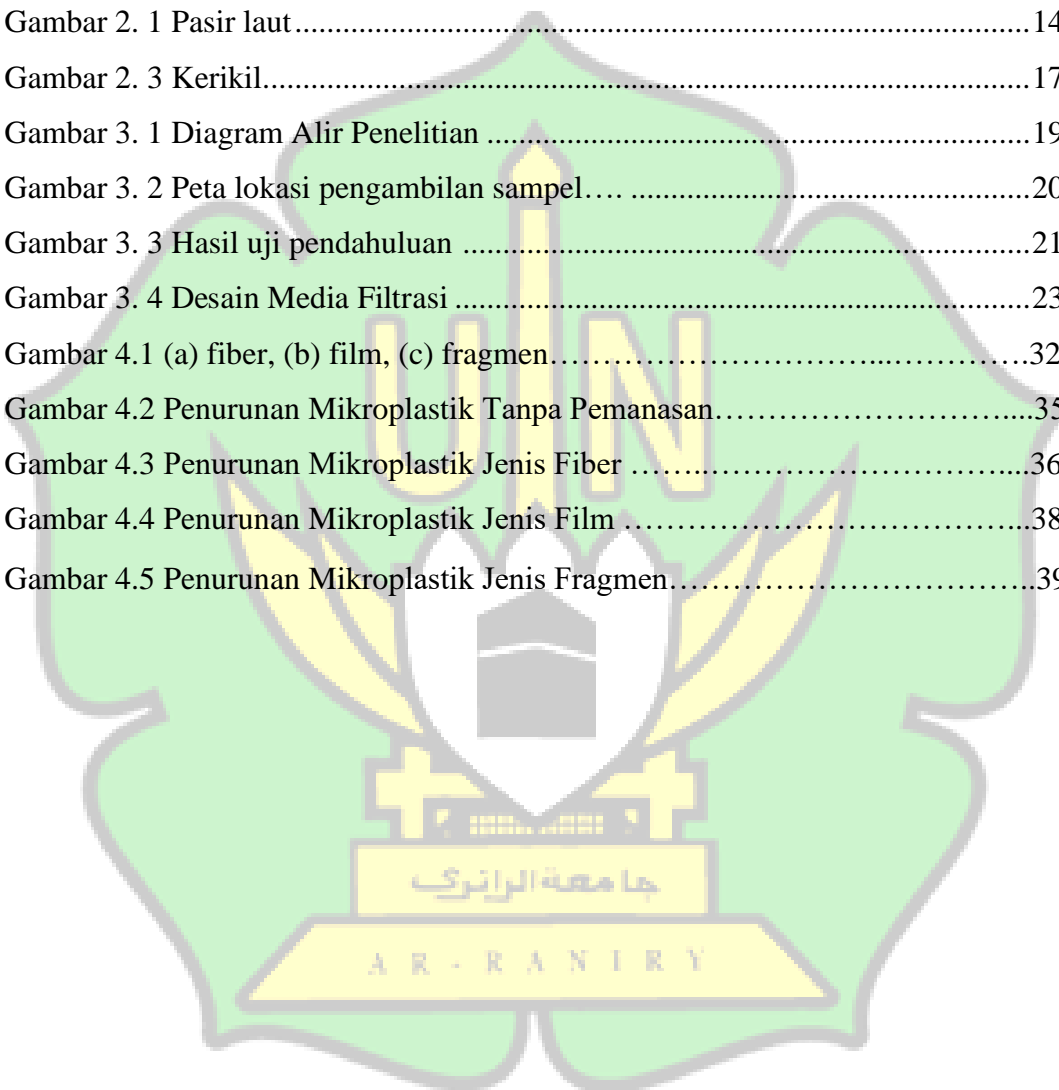 Gambar 2. 1 Pasir laut ........................................................................................ 14
Gambar 2. 3 Kerikil............................................................................................ 17
Gambar 3. 1 Diagram Alir Penelitian ................................................................. 19
Gambar 3. 2 Peta lokasi pengambilan sampel…. ................................................ 20
Gambar 3. 3 Hasil uji pendahuluan .................................................................... 21
Gambar 3. 4 Desain Media Filtrasi ..................................................................... 23
Gambar 4.1 (a) fiber, (b) film, (c) fragmen…………………………...……………32
Gambar 4.2 Penurunan Mikroplastik Tanpa Pemanasan………………………....35
Gambar 4.3 Penurunan Mikroplastik Jenis Fiber ……..………………………...36
Gambar 4.4 Penurunan Mikroplastik Jenis Film ………………………………..38
Gambar 4.5 Penurunan Mikroplastik Jenis Fragmen……………………………..39
UIN
جامعة الرانري
AR-RANIRY